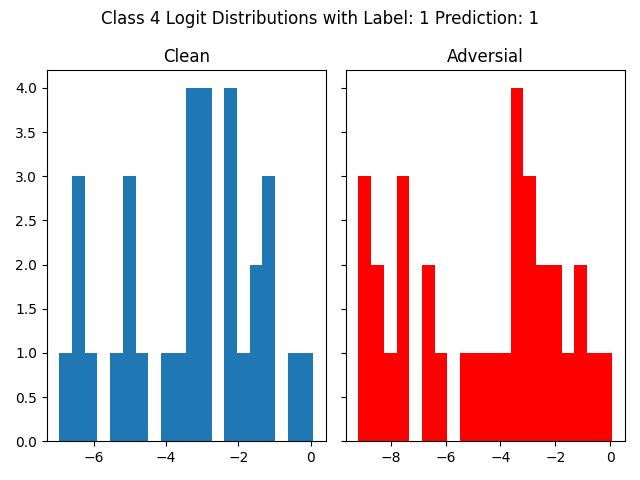 Class 4 Logit Distributions with Label: 1 Prediction: 1
Clean
Adversial
4.0
3.5
3.0
2.5
2.0
1.5
1.0
0.5
0.0
−6 −4 −2 0
−8 −6 −4 −2 0